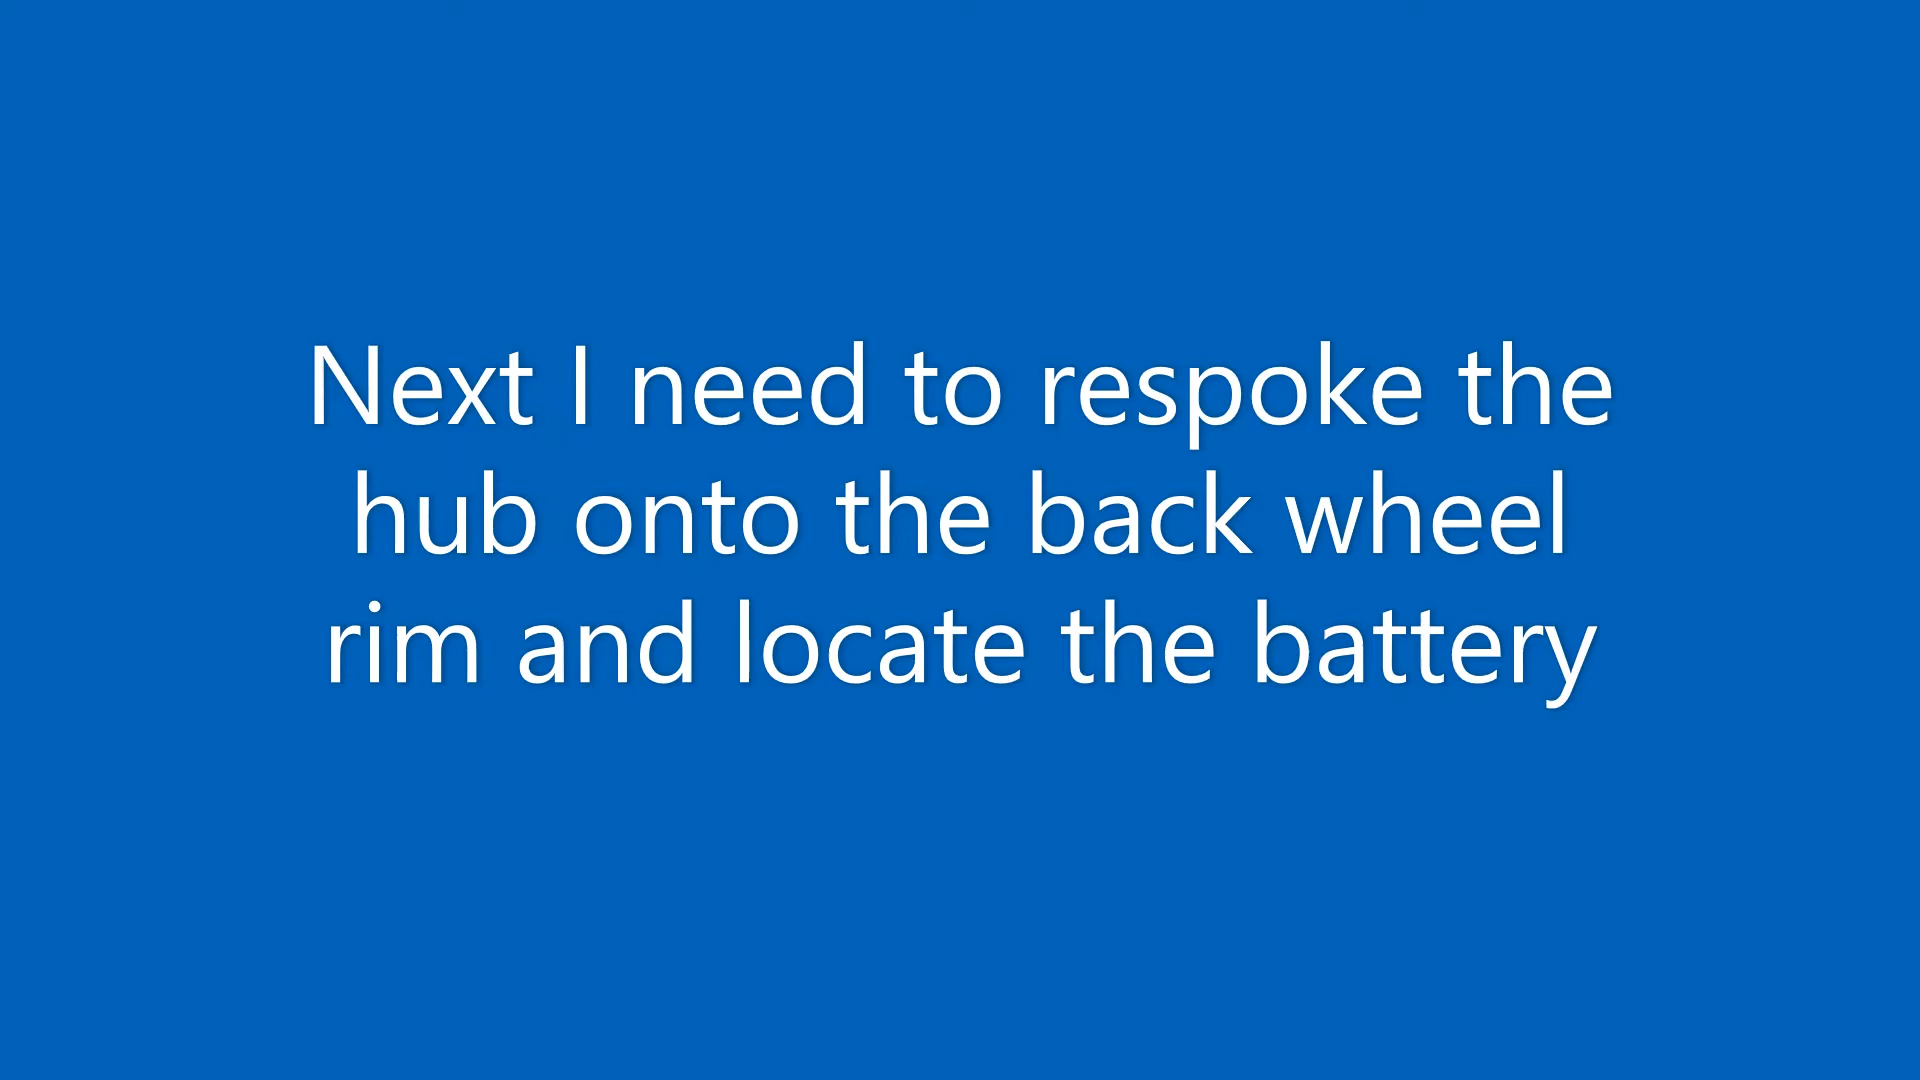 Next I need to respoke the
hub onto the back wheel
rim and locate the battery